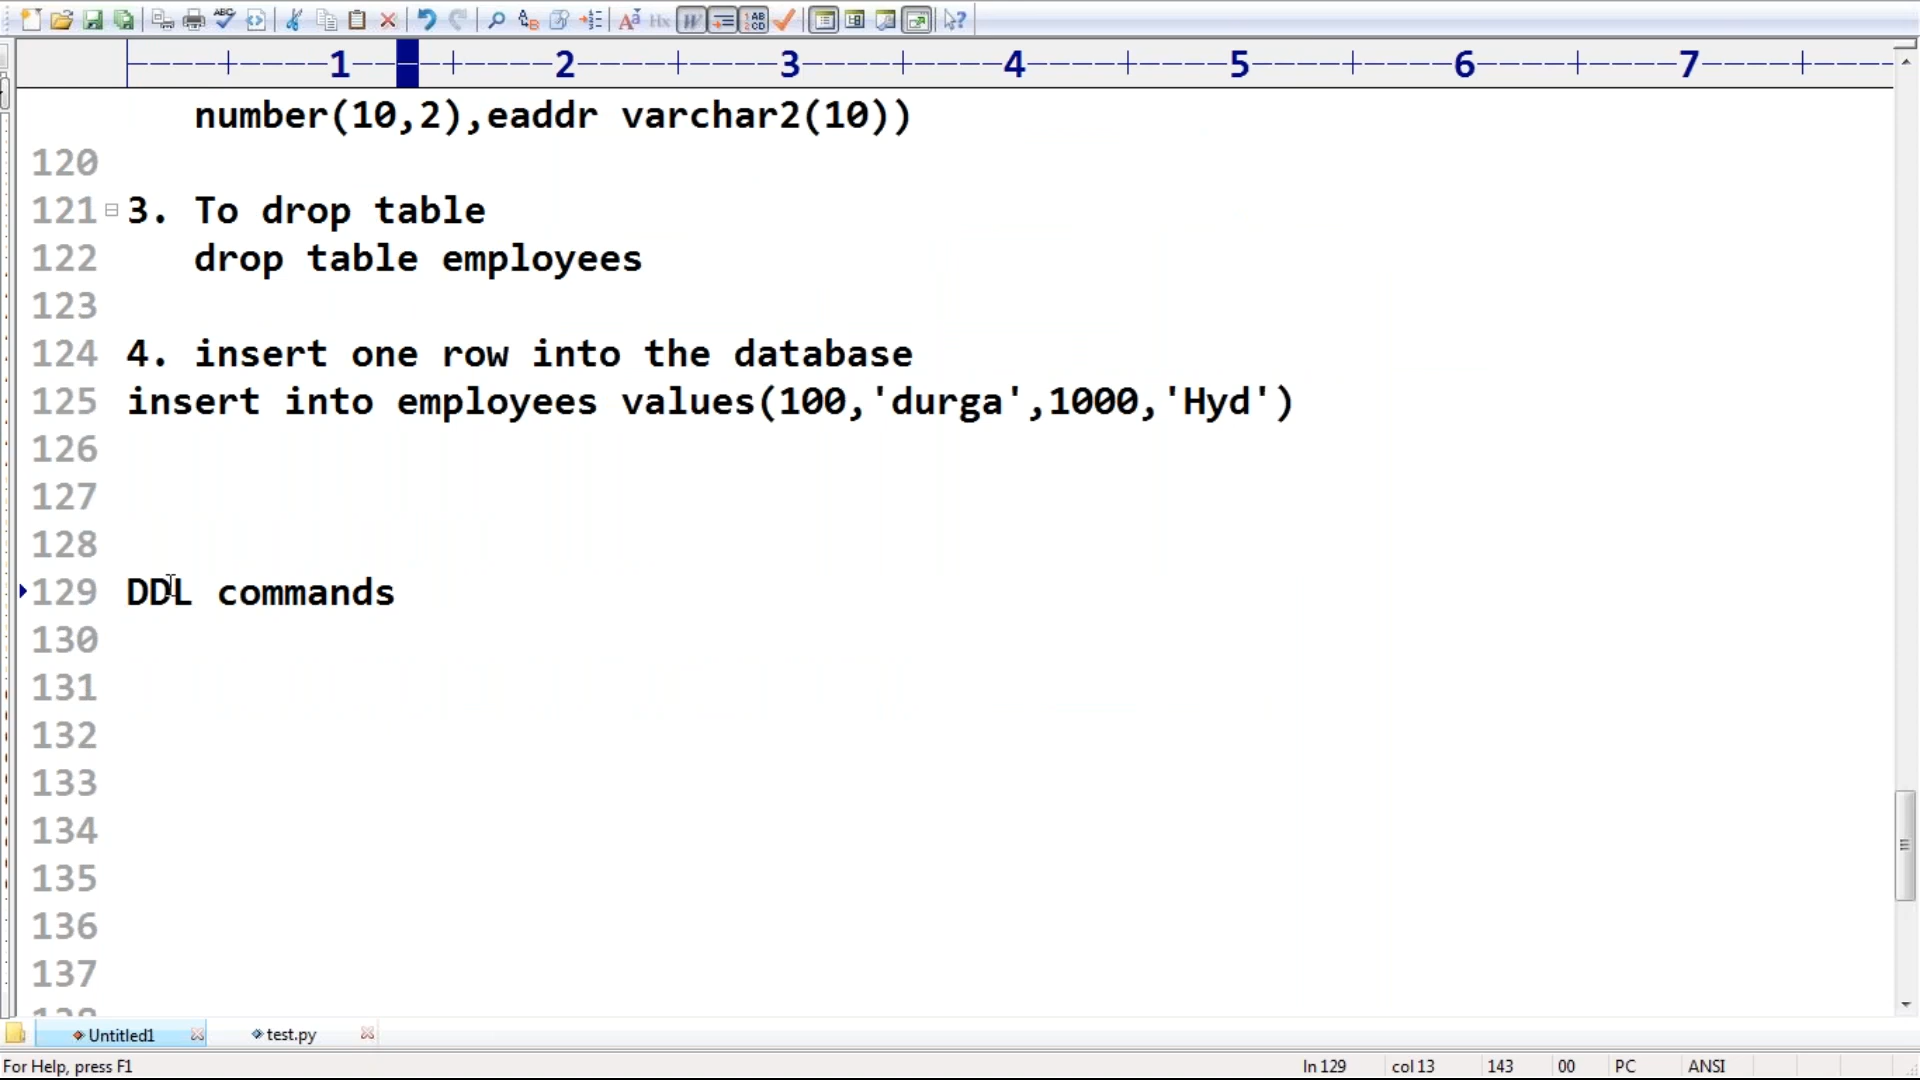 1 2 3 4 5 6 7
number(10,2),eaddr varchar2(10))
120
121 3. To drop table
122 drop table employees
123
124 4. insert one row into the database
125 insert into employees values(100,'durga',1000,'Hyd')
126
127
128
129 DDL commands
130
131
132
133
134
135
136
137
138
Untitled1 test.py
For Help, press F1 ln 129 col 13 143 00 PC ANSI